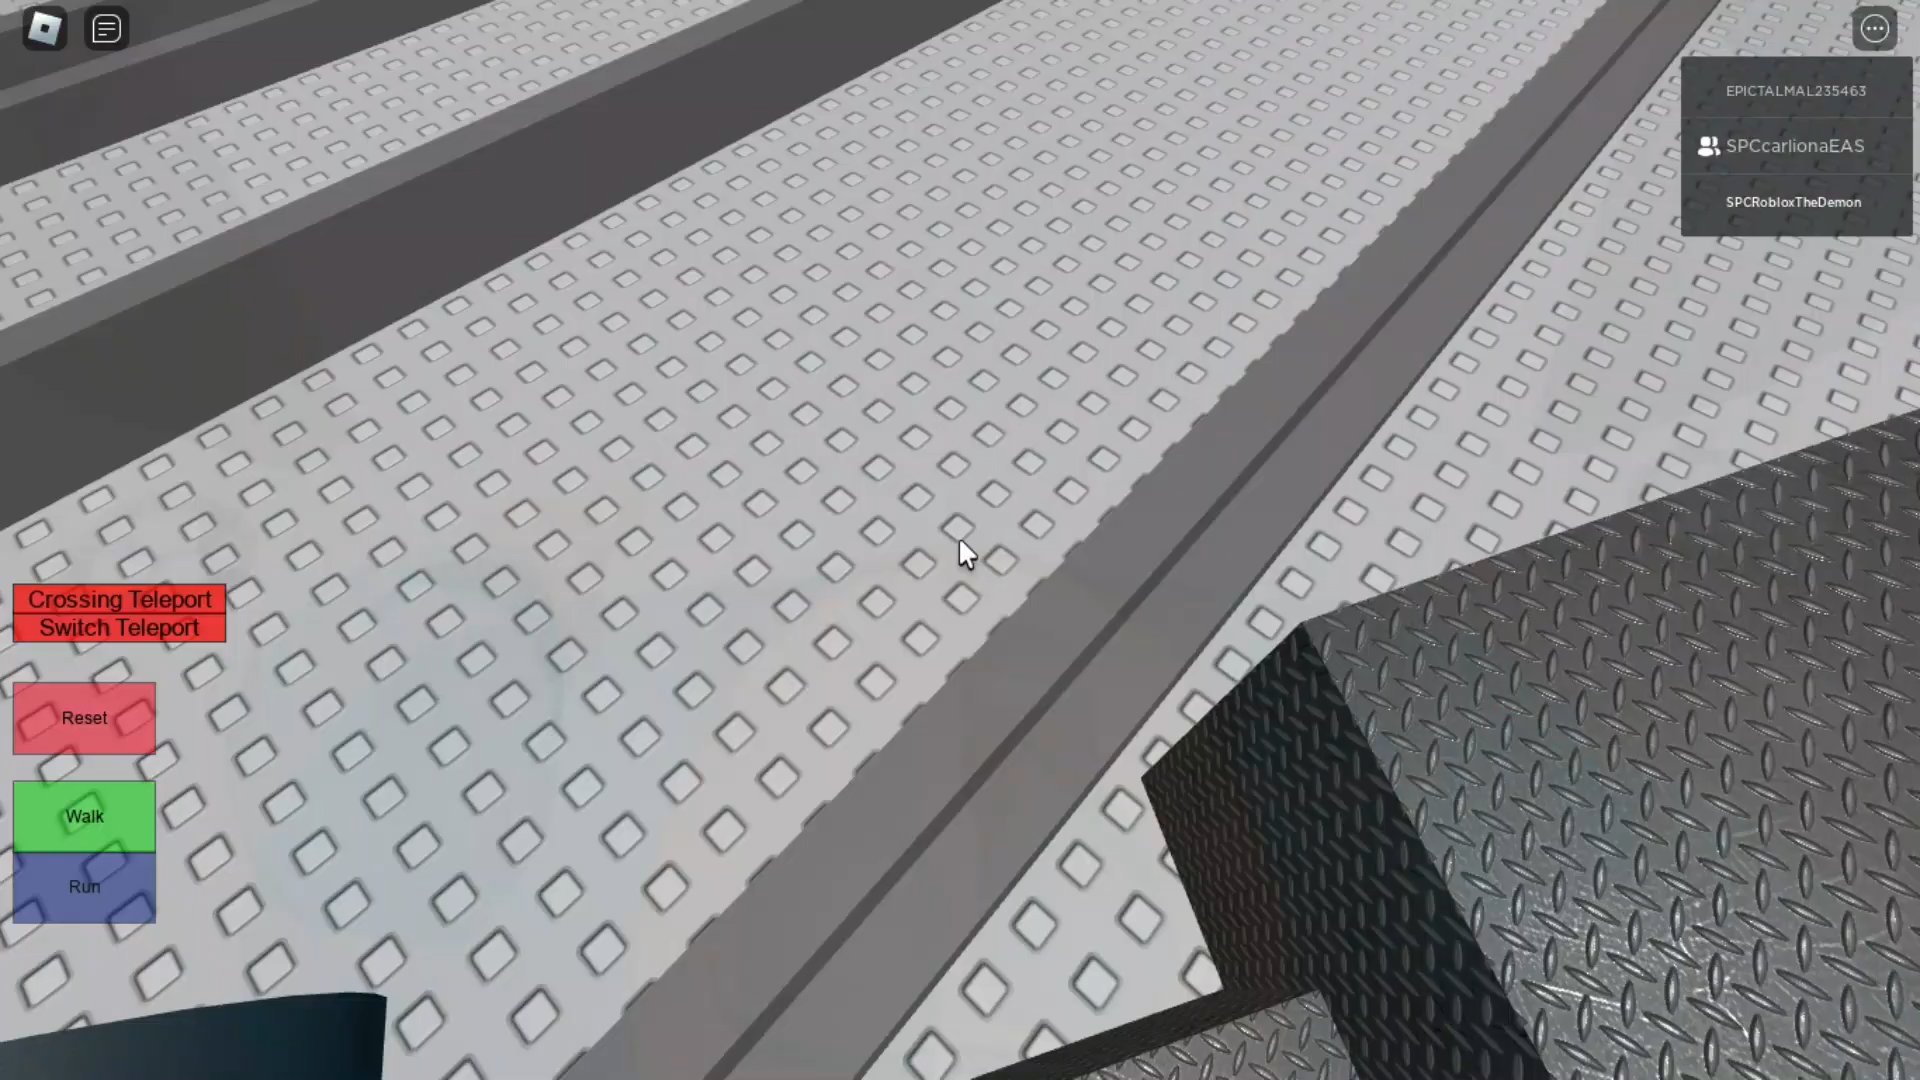 EPICTALMAL235463
SPCcarlionaEAS
SPCRobloxTheDemon
Crossing Teleport
Switch Teleport
Reset
Walk
Run